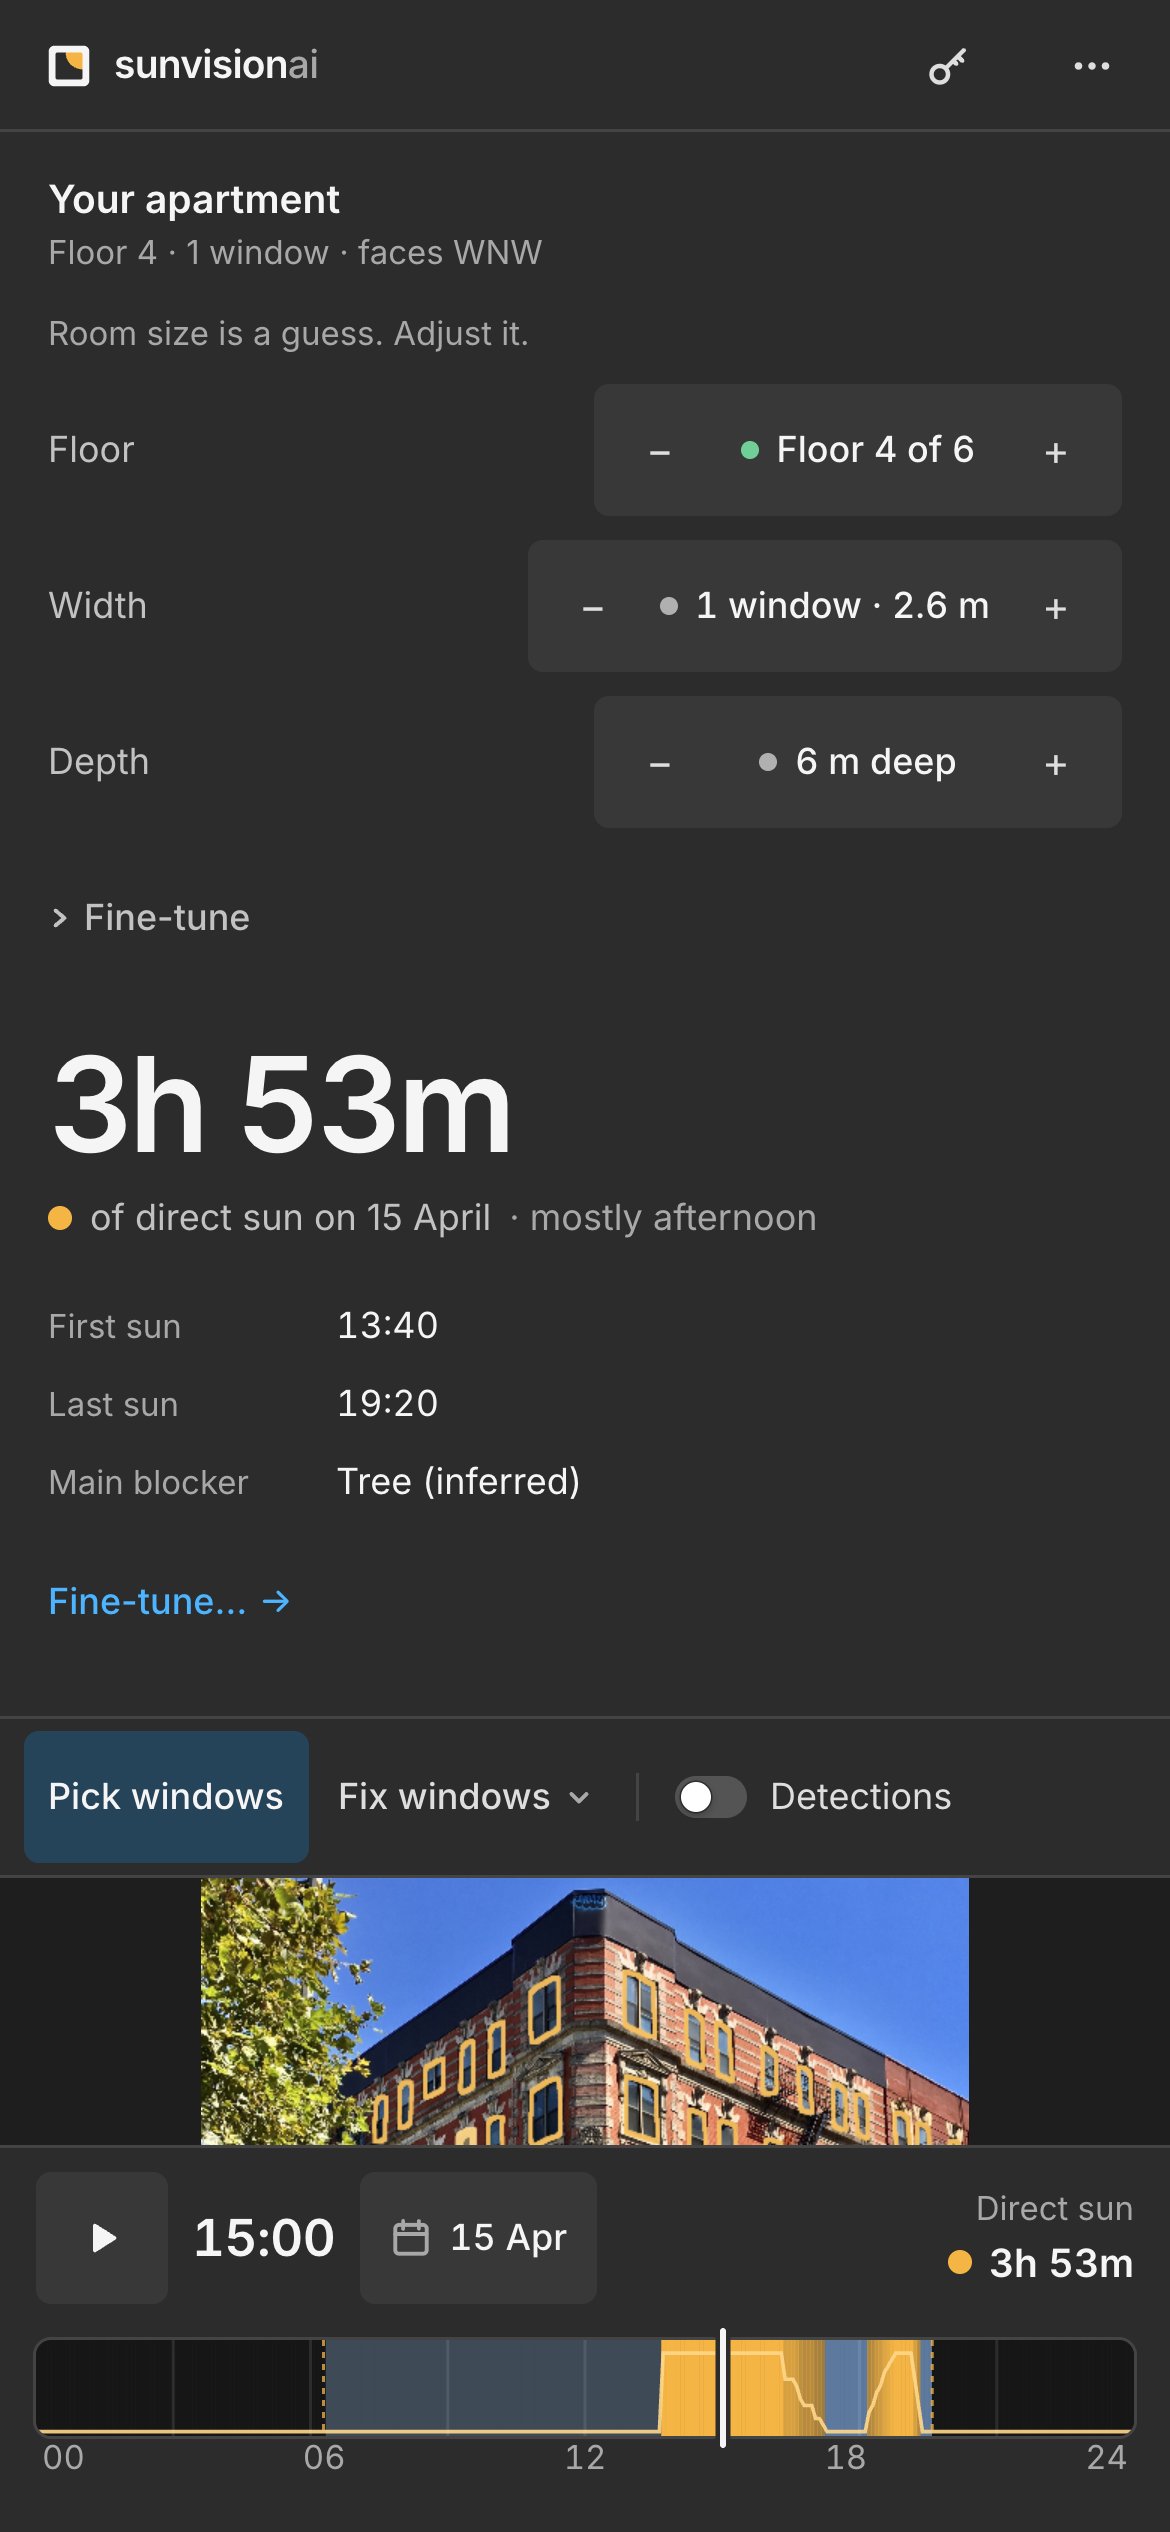 sunvisionai
Your apartment
Floor 4 · 1 window · faces WNW
Room size is a guess. Adjust it.
Floor
– Floor 4 of 6 +
Width
– 1 window · 2.6 m +
Depth
– 6 m deep +
Fine-tune
3h 53m
of direct sun on 15 April · mostly afternoon
First sun 13:40
Last sun 19:20
Main blocker Tree (inferred)
Fine-tune... →
Pick windows Fix windows Detections
15:00 15 Apr
Direct sun
3h 53m
00 06 12 18 24